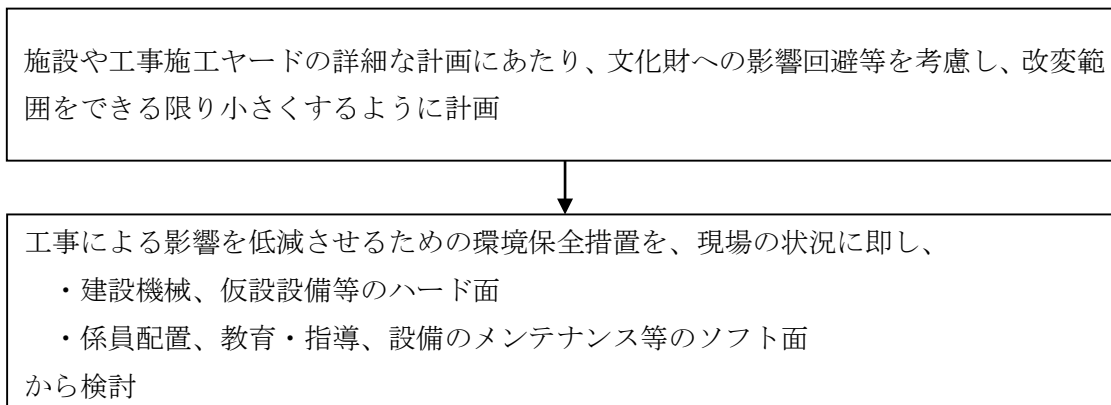 施設や工事施工ヤードの詳細な計画にあたり、文化財への影響回避等を考慮し、改変範
囲をできる限り小さくするように計画
工事による影響を低減させるための環境保全措置を、現場の状況に即し、
・建設機械、仮設設備等のハード面
・係員配置、教育・指導、設備のメンテナンス等のソフト面
から検討